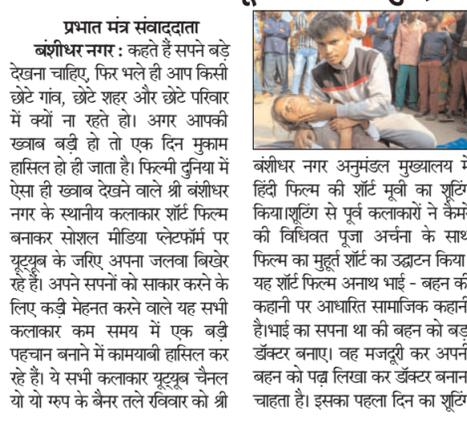 प्रभात मंत्र संवाददाता
बंशीधर नगर : कहते हैं सपने बड़े
देखना चाहिए, फिर भले ही आप किसी
छोटे गांव, छोटे शहर और छोटे परिवार
में क्यों ना रहते हो। अगर आपकी
ख्वाब बड़ी हो तो एक दिन मुकाम
हासिल हो ही जाता है। फिल्मी दुनिया में
ऐसा ही ख्वाब देखने वाले श्री बंशीधर
नगर के स्थानीय कलाकार शॉर्ट फिल्म
बनाकर सोशल मीडिया प्लेटफॉर्म पर
यूट्यूब के जरिए अपना जलवा बिखेर
रहे हैं। अपने सपनों को साकार करने के
लिए कड़ी मेहनत करने वाले यह सभी
कलाकार कम समय में एक बड़ी
पहचान बनाने में कामयाबी हासिल कर
रहे हैं। ये सभी कलाकार यूट्यूब चैनल
यो यो ग्रुप के बैनर तले रविवार को श्री
बंशीधर नगर अनुमंडल मुख्यालय में
हिंदी फिल्म की शॉर्ट मूवी का शूटिंग
किया।शूटिंग से पूर्व कलाकारों ने
की विधिवत पूजा अर्चना के साथ
फिल्म का मुहूर्त शॉर्ट का उद्घाटन किया
यह शॉर्ट फिल्म अनाथ भाई - बहन की
कहानी पर आधारित सामाजिक कहानी
है।भाई का सपना था की बहन को
डॉक्टर बनाए। वह मजदूरी कर अपनी
बहन को पढ़ा लिखा कर डॉक्टर
चाहता है। इसका पहला दिन का शूटिंग